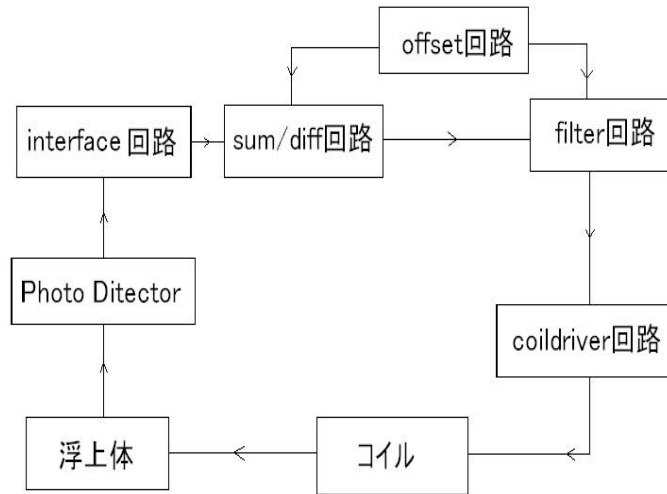 offset回路
interface 回路
sum/diff回路
filter回路
Photo Ditector
coildriver回路
浮上体
コイル